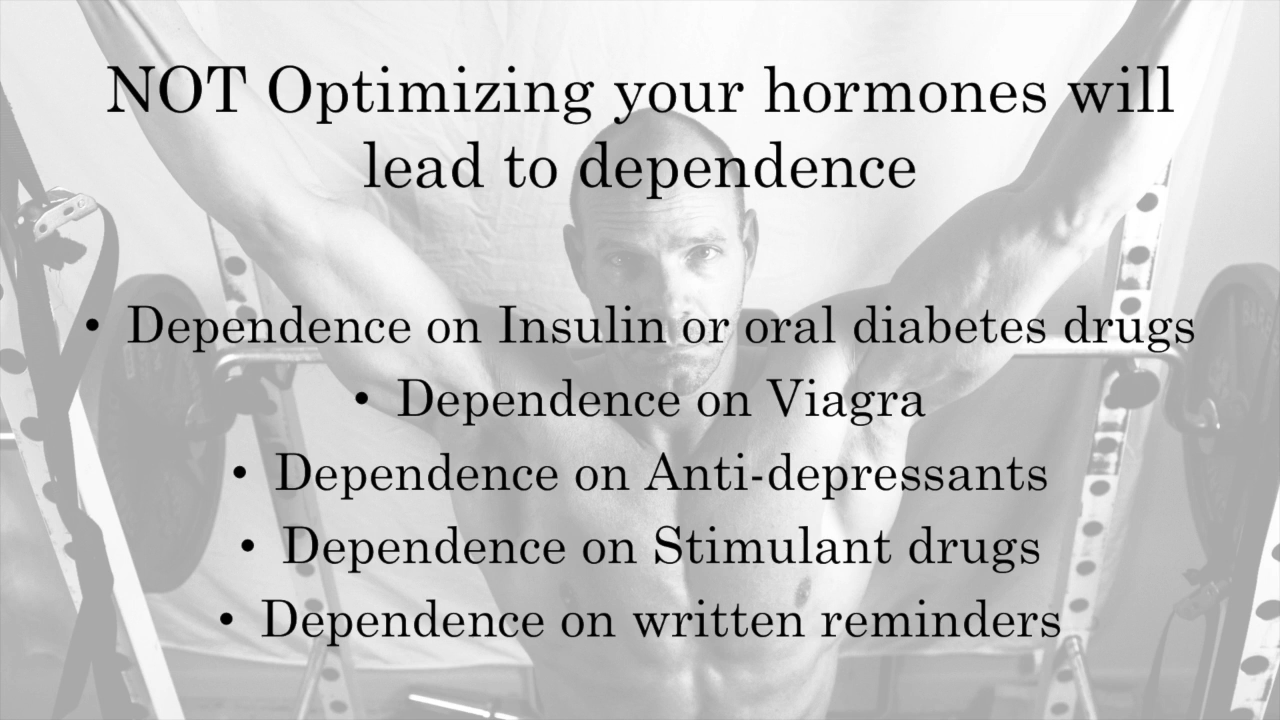 NOT Optimizing your hormones will
lead to dependence
• Dependence on Insulin or oral diabetes drugs
• Dependence on Viagra
• Dependence on Anti-depressants
• Dependence on Stimulant drugs
• Dependence on written reminders